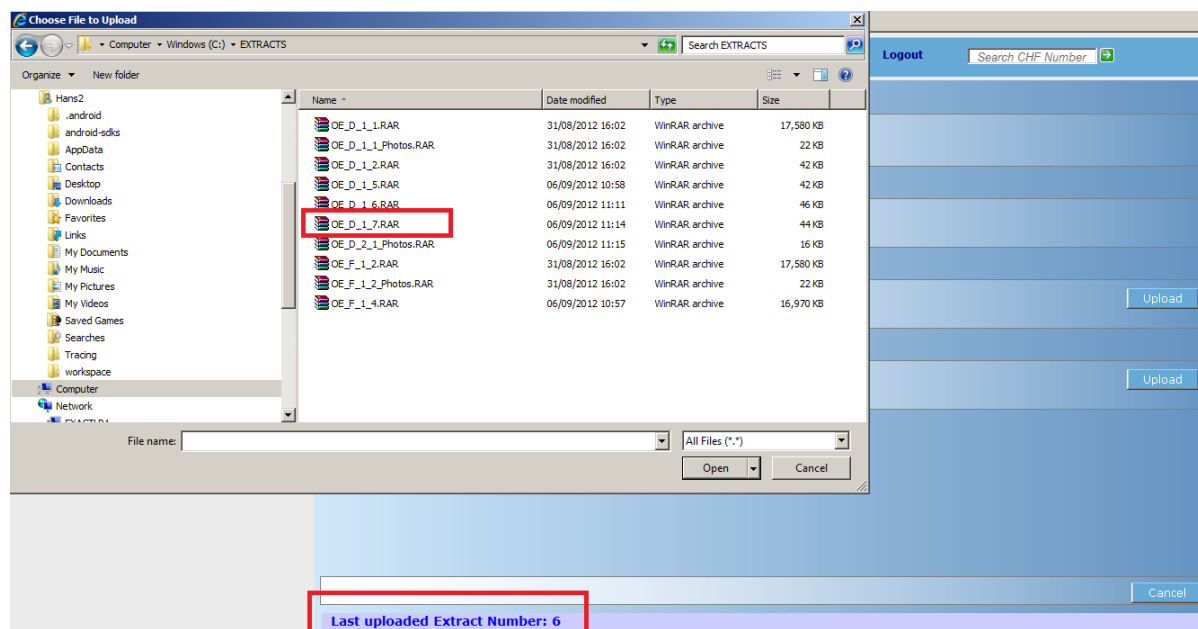 Choose File to Upload
Computer Windows (C:) EXTRACTS
Search EXTRACTS
Logout
Search CHF Number
Organize New folder
Name Date modified Type Size
Hans2
.android
android-sdks
AppData
Contacts
Desktop
Downloads
Favorites
Links
My Documents
My Music
My Pictures
My Videos
Saved Games
Searches
Tracing
workspace
Computer
Network
OE_D_1_1.RAR 31/08/2012 16:02 WinRAR archive 17,580 KB
OE_D_1_1_Photos.RAR 31/08/2012 16:02 WinRAR archive 22 KB
OE_D_1_2.RAR 31/08/2012 16:02 WinRAR archive 42 KB
OE_D_1_5.RAR 06/09/2012 10:58 WinRAR archive 42 KB
OE_D_1_6.RAR 06/09/2012 11:11 WinRAR archive 46 KB
OE_D_1_7.RAR 06/09/2012 11:14 WinRAR archive 44 KB
OE_D_2_1_Photos.RAR 06/09/2012 11:15 WinRAR archive 16 KB
OE_F_1_2.RAR 31/08/2012 16:02 WinRAR archive 17,580 KB
OE_F_1_2_Photos.RAR 31/08/2012 16:02 WinRAR archive 22 KB
OE_F_1_4.RAR 06/09/2012 10:57 WinRAR archive 16,970 KB
Upload
Upload
File name: All Files (*.*)
Open Cancel
Cancel
Last uploaded Extract Number: 6